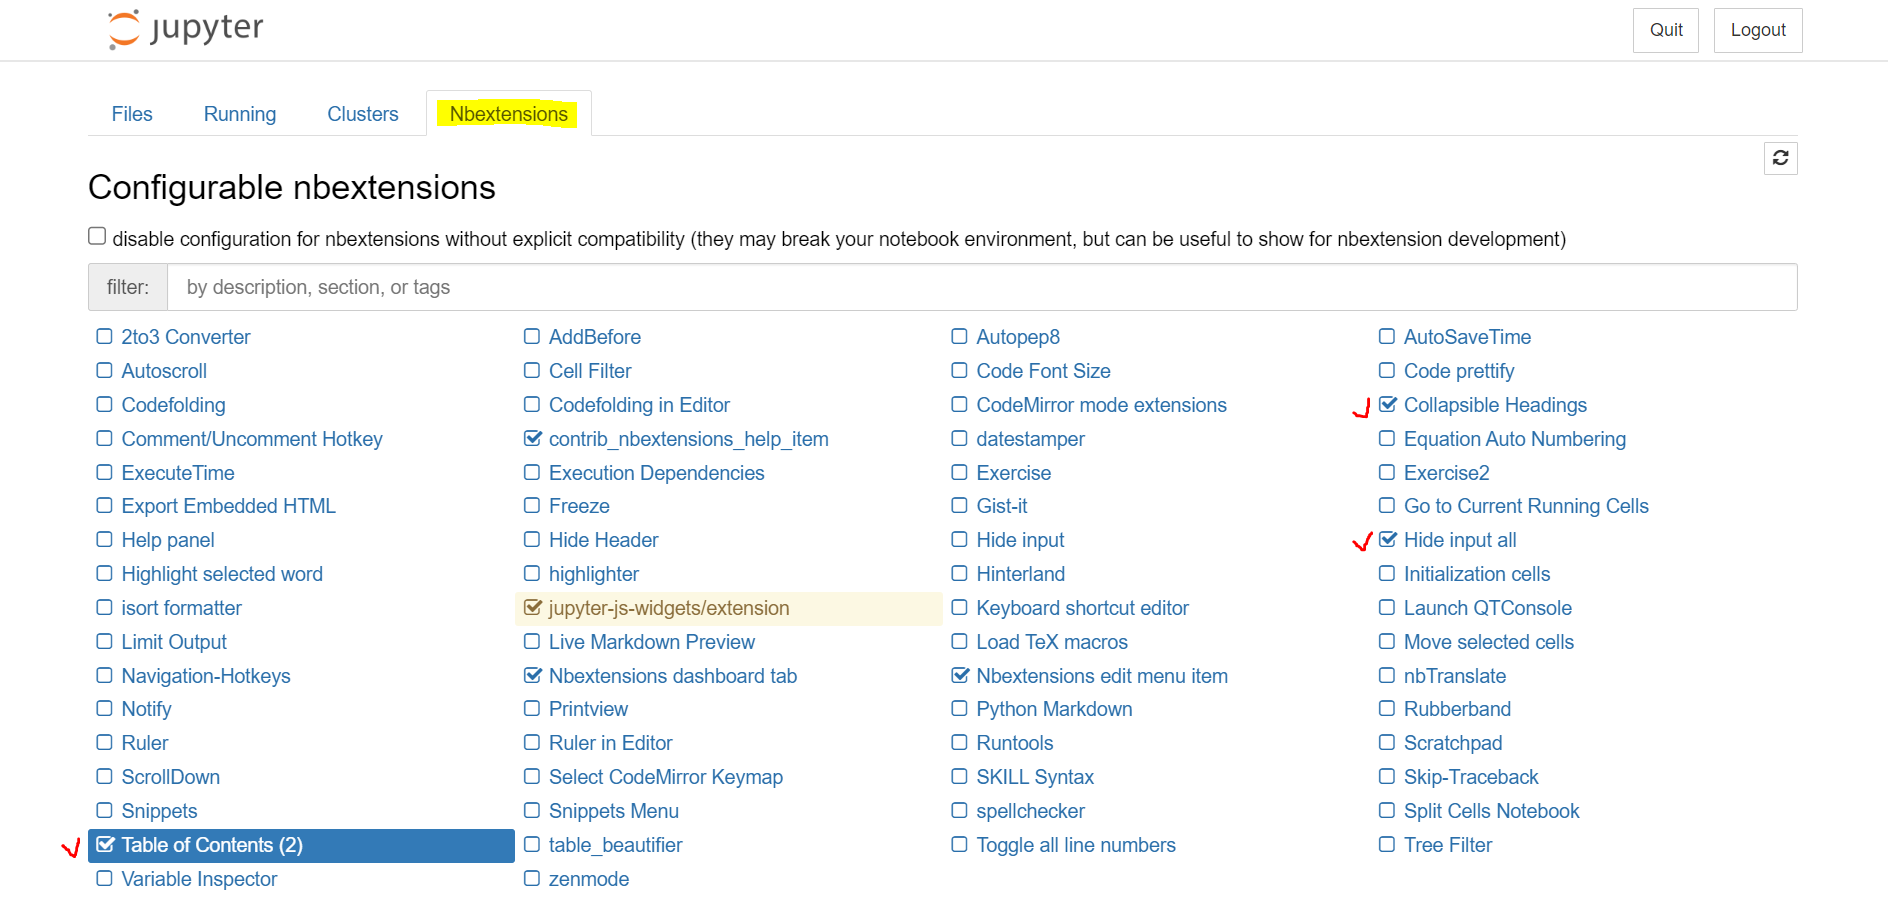 jupyter
Quit Logout
Files Running Clusters Nbextensions
Configurable nbextensions
disable configuration for nbextensions without explicit compatibility (they may break your notebook environment, but can be useful to show for nbextension development)
filter: by description, section, or tags
2to3 Converter AddBefore Autopep8 AutoSaveTime
Autoscroll Cell Filter Code Font Size Code prettify
Codefolding Codefolding in Editor CodeMirror mode extensions Collapsible Headings
Comment/Uncomment Hotkey contrib_nbextensions_help_item datestamper Equation Auto Numbering
ExecuteTime Execution Dependencies Exercise Exercise2
Export Embedded HTML Freeze Gist-it Go to Current Running Cells
Help panel Hide Header Hide input Hide input all
Highlight selected word highlighter Hinterland Initialization cells
isort formatter jupyter-js-widgets/extension Keyboard shortcut editor Launch QTConsole
Limit Output Live Markdown Preview Load TeX macros Move selected cells
Navigation-Hotkeys Nbextensions dashboard tab Nbextensions edit menu item nbTranslate
Notify Printview Python Markdown Rubberband
Ruler Ruler in Editor Runtools Scratchpad
ScrollDown Select CodeMirror Keymap SKILL Syntax Skip-Traceback
Snippets Snippets Menu spellchecker Split Cells Notebook
Table of Contents (2) table_beautifier Toggle all line numbers Tree Filter
Variable Inspector zenmode